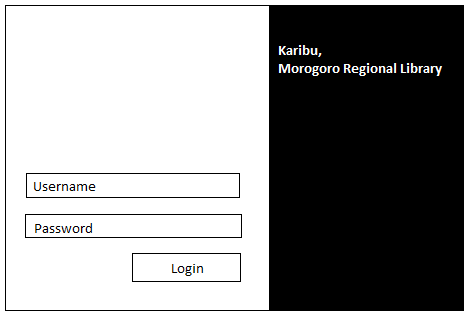 Karibu,
Morogoro Regional Library
Username
Password
Login